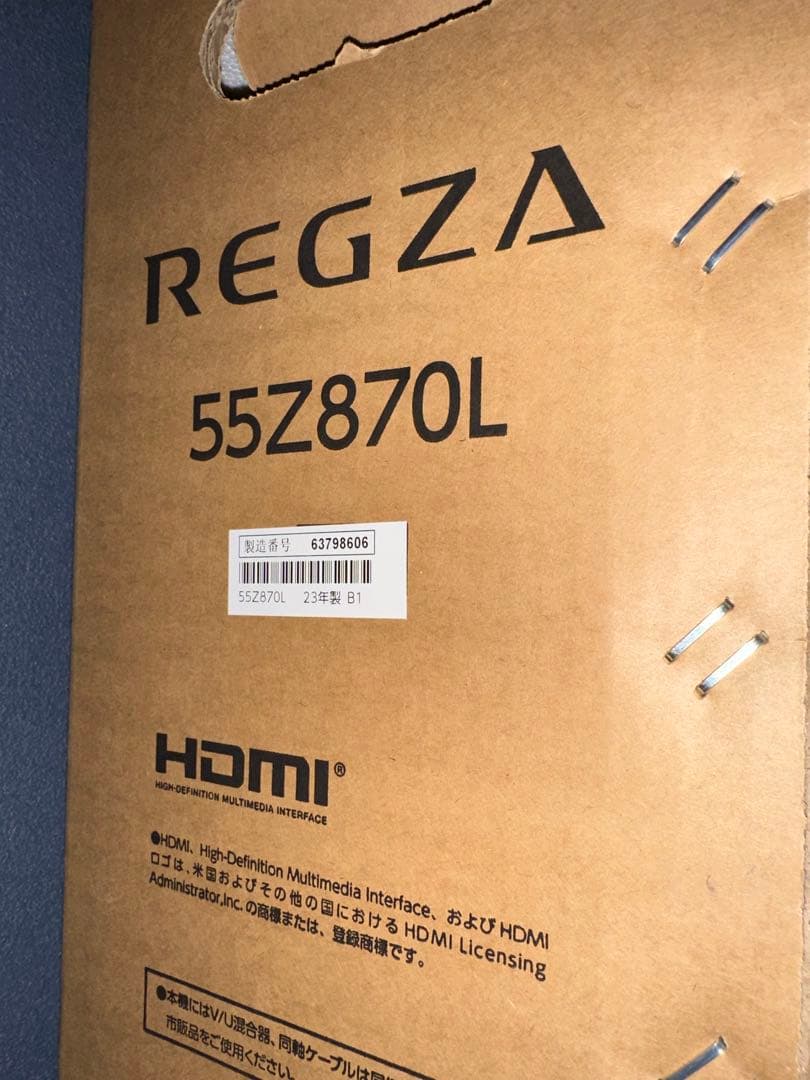 REGZA
55Z870L
製造番号 63798606
55Z870L 23年製 B1
HDMI®
HIGH-DEFINITION MULTIMEDIA INTERFACE
●HDMI、High-Definition Multimedia Interface、およびHDMI
ロゴは、米国およびその他の国におけるHDMI Licensing
Administrator,Inc.の商標または、登録商標です。
●本機にはV/U混合器、同軸ケーブルは
市販品をご使用ください。